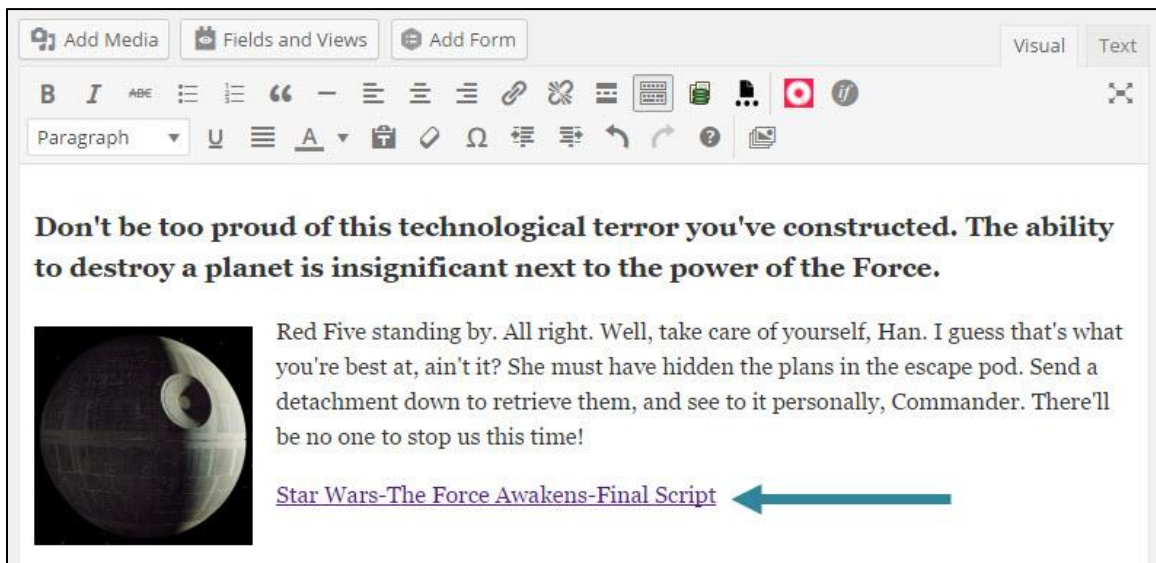 Add Media Fields and Views Add Form Visual Text
B I ABE if
Paragraph U A T Ω ?
Don't be too proud of this technological terror you've constructed. The ability
to destroy a planet is insignificant next to the power of the Force.
Red Five standing by. All right. Well, take care of yourself, Han. I guess that's what
you're best at, ain't it? She must have hidden the plans in the escape pod. Send a
detachment down to retrieve them, and see to it personally, Commander. There'll
be no one to stop us this time!
Star Wars-The Force Awakens-Final Script